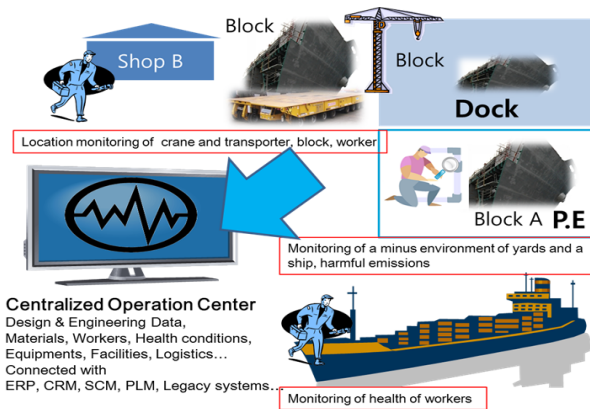 Block
Shop B
Block
Dock
Location monitoring of crane and transporter, block, worker
Block A P.E
Monitoring of a minus environment of yards and a
ship, harmful emissions
Centralized Operation Center
Design & Engineering Data,
Materials, Workers, Health conditions,
Equipments, Facilities, Logistics…
Connected with
ERP, CRM, SCM, PLM, Legacy systems…
Monitoring of health of workers